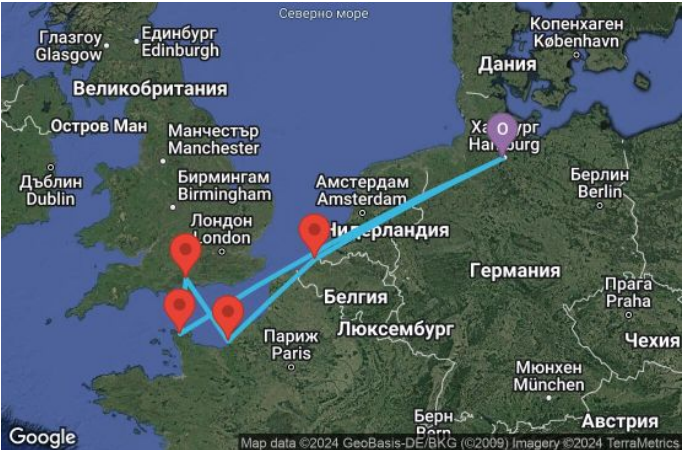 Северно море
Копенхаген
København
Глазгоу
Glasgow
Единбург
Edinburgh
Дания
Великобритания
Остров Ман
Манчестър
Manchester
O
Hamburg
Дъблин
Dublin
Бирмингам
Birmingham
Амстердам
Amsterdam
Берлин
Berlin
Лондон
London
Нидерландия
Германия
Белгия
Прага
Praha
Люксембург
Париж
Paris
Чехия
Мюнхен
München
Берн
Bern
Австрия
Google
Map data ©2024 GeoBasis-DE/BKG (©2009) Imagery ©2024 TerraMetrics